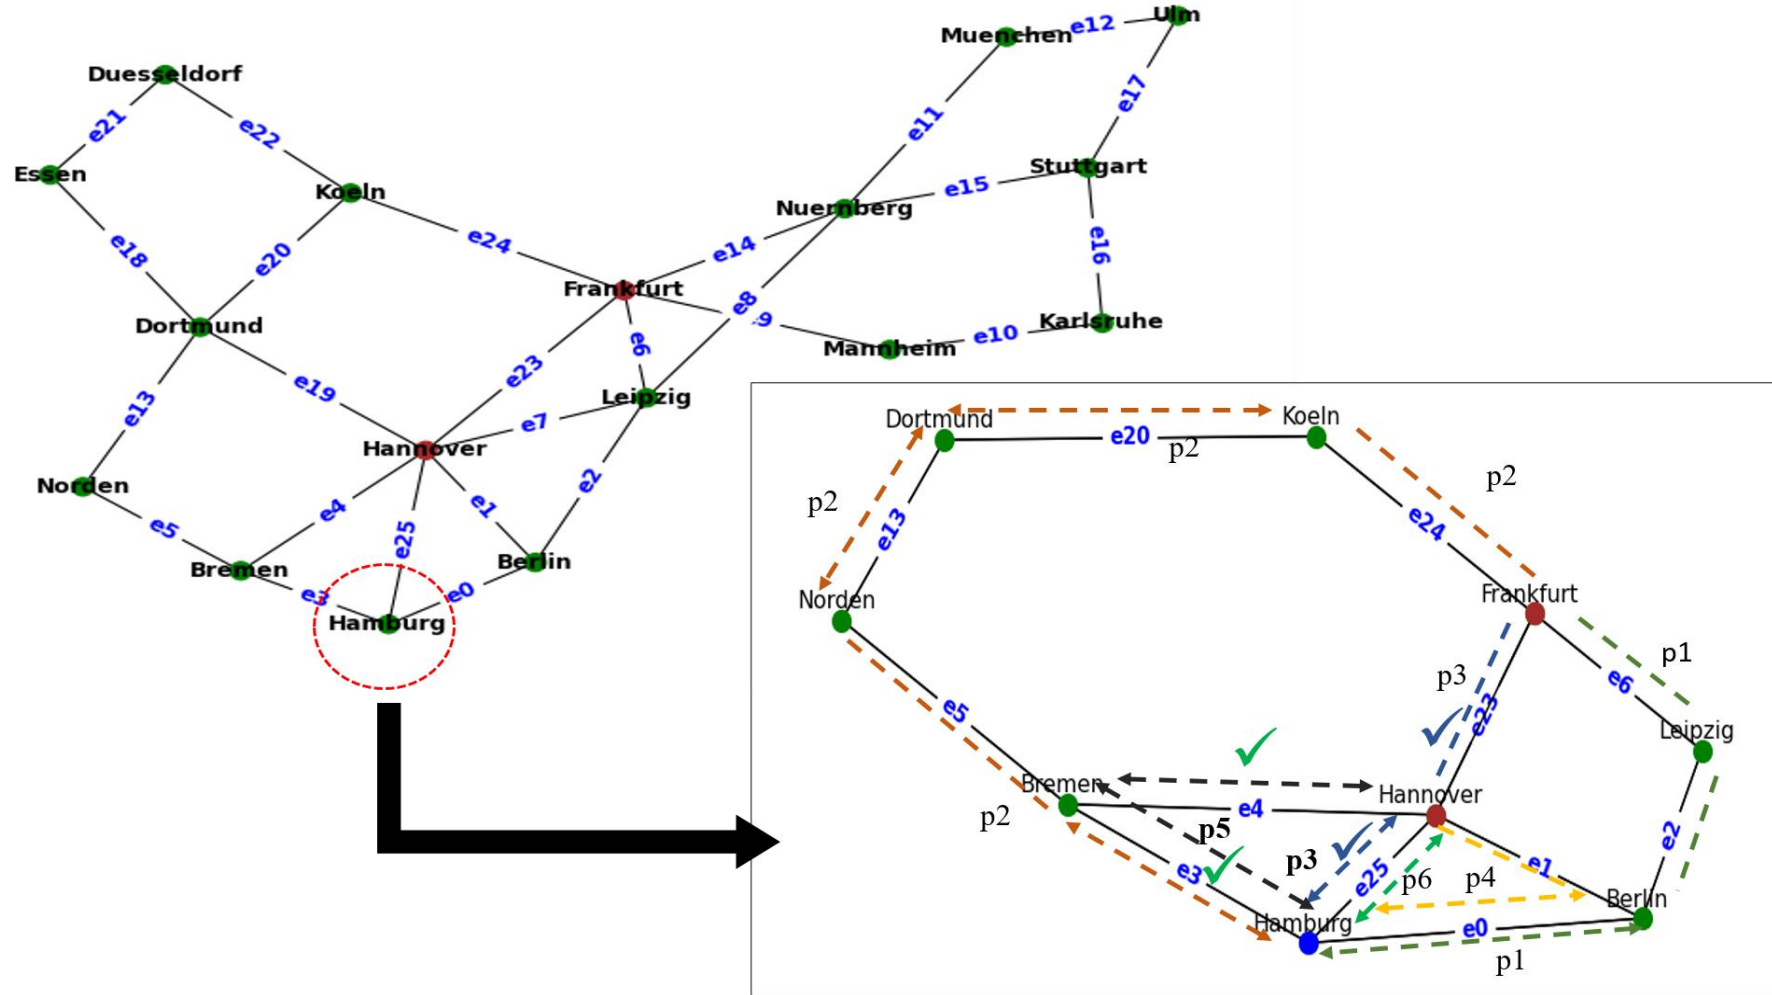 Muenchen
e12
Ulm
Duesseldorf
e21
e22
e11
e17
Essen
Koeln
Stuttgart
e15
Nuernberg
e18
e20
e24
e14
e16
Frankfurt
e8
e9
Karlsruhe
Dortmund
e6
e10
Mannheim
e23
e19
Leipzig
e13
e7
Hannover
Norden
e4
e1
e2
e5
e25
Bremen
Berlin
e3
e0
Hamburg
Dortmund
Koeln
e20
p2
p2
p2
e13
e24
Norden
Frankfurt
p3
p1
e6
e5
e23
Leipzig
Bremen
Hannover
p2
e4
p5
e2
p3
e1
e3
e25
p6
p4
Berlin
Hamburg
e0
p1